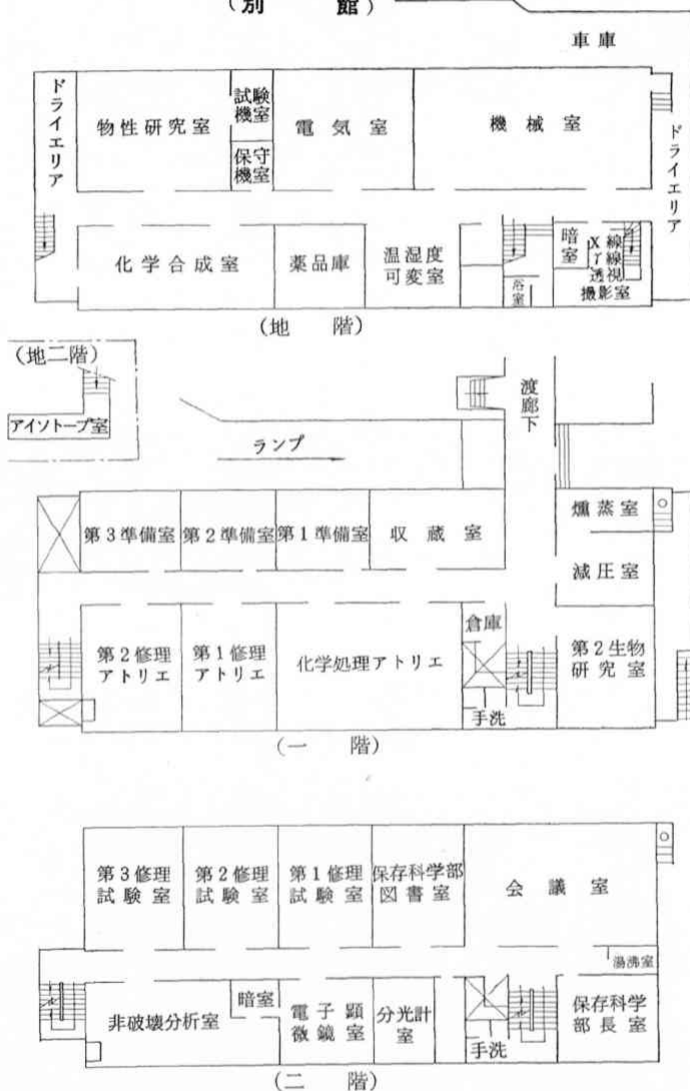 (別　館)
車庫
ドライエリア
物性研究室
試験
機室
保守
機室
電気室
機械室
ドライエリア
化学合成室
薬品庫
温湿度
可変室
浴室
暗室
X線
γ線
透視
撮影室
(地　階)
(地二階)
アイソトープ室
渡廊下
ランプ
第3準備室
第2準備室
第1準備室
収蔵室
燻蒸室
減圧室
第2修理
アトリエ
第1修理
アトリエ
化学処理アトリエ
倉庫
手洗
第2生物
研究室
(一　階)
第3修理
試験室
第2修理
試験室
第1修理
試験室
保存科学部
図書室
会議室
湯沸室
非破壊分析室
暗室
電子顕
微鏡室
分光計
室
手洗
保存科学
部長室
(二　階)